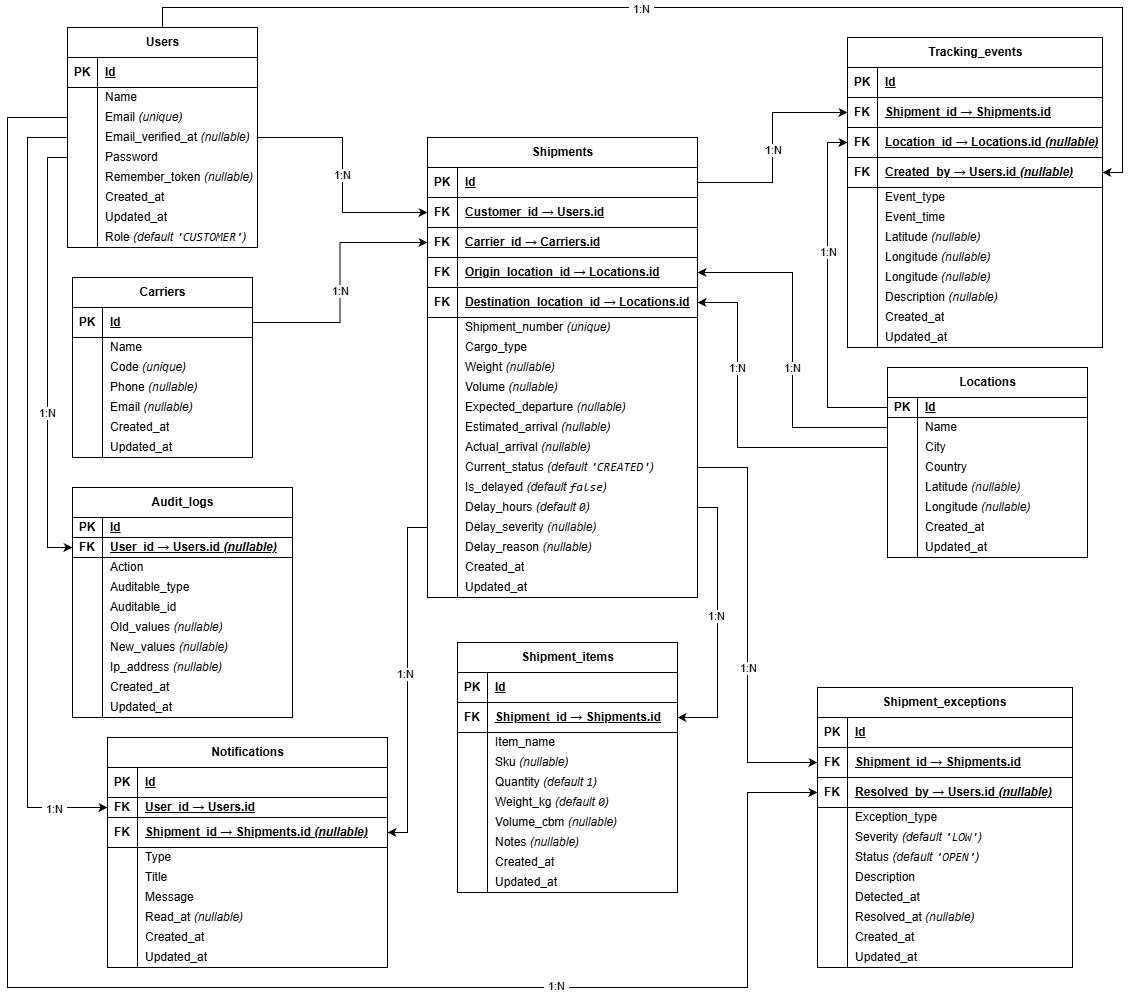 1:N
Users
PK Id
Name
Email (unique)
Email_verified_at (nullable)
Password
Remember_token (nullable)
Created_at
Updated_at
Role (default 'CUSTOMER')
1:N
Carriers
PK Id
Name
Code (unique)
Phone (nullable)
Email (nullable)
Created_at
Updated_at
1:N
1:N
Audit_logs
PK Id
FK User_id → Users.id (nullable)
Action
Auditable_type
Auditable_id
Old_values (nullable)
New_values (nullable)
Ip_address (nullable)
Created_at
Updated_at
Notifications
PK Id
FK User_id → Users.id
FK Shipment_id → Shipments.id (nullable)
Type
Title
Message
Read_at (nullable)
Created_at
Updated_at
1:N
1:N
Shipments
PK Id
FK Customer_id → Users.id
FK Carrier_id → Carriers.id
FK Origin_location_id → Locations.id
FK Destination_location_id → Locations.id
Shipment_number (unique)
Cargo_type
Weight (nullable)
Volume (nullable)
Expected_departure (nullable)
Estimated_arrival (nullable)
Actual_arrival (nullable)
Current_status (default 'CREATED')
Is_delayed (default false)
Delay_hours (default 0)
Delay_severity (nullable)
Delay_reason (nullable)
Created_at
Updated_at
1:N
Shipment_items
PK Id
FK Shipment_id → Shipments.id
Item_name
Sku (nullable)
Quantity (default 1)
Weight_kg (default 0)
Volume_cbm (nullable)
Notes (nullable)
Created_at
Updated_at
1:N
1:N
1:N
1:N
1:N
Tracking_events
PK Id
FK Shipment_id → Shipments.id
FK Location_id → Locations.id (nullable)
FK Created_by → Users.id (nullable)
Event_type
Event_time
Latitude (nullable)
Longitude (nullable)
Longitude (nullable)
Description (nullable)
Created_at
Updated_at
Locations
PK Id
Name
City
Country
Latitude (nullable)
Longitude (nullable)
Created_at
Updated_at
Shipment_exceptions
PK Id
FK Shipment_id → Shipments.id
FK Resolved_by → Users.id (nullable)
Exception_type
Severity (default 'LOW')
Status (default 'OPEN')
Description
Detected_at
Resolved_at (nullable)
Created_at
Updated_at
1:N